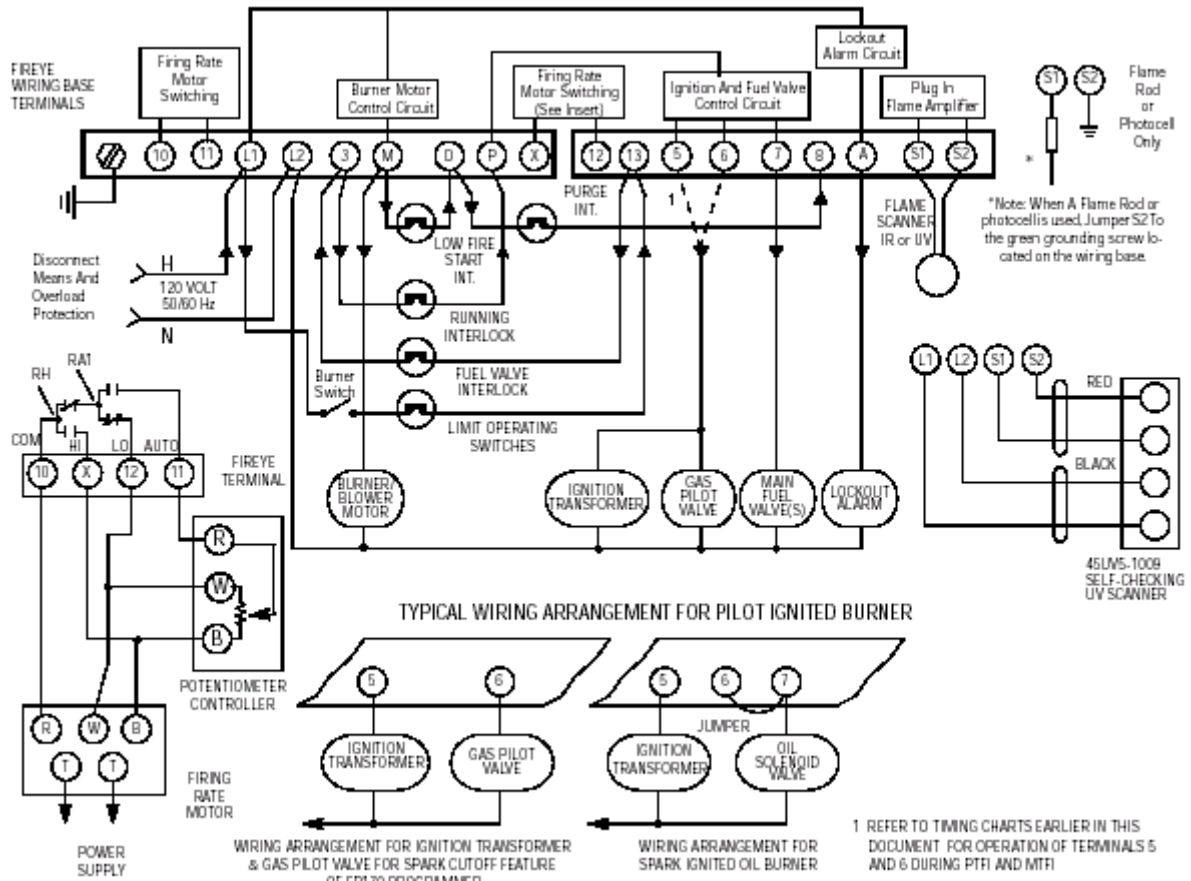 FIREYE
WIRING BASE
TERMINALS
Firing Rate
Motor
Switching
Burner Motor
Control Circuit
Firing Rate
Motor Switching
(See Insert)
Ignition And Fuel Valve
Control Circuit
Lockout
Alarm Circuit
Plug In
Flame Amplifier
S1 S2
Flame
Rod
or
Photocell
Only
*
10 11 L1 L2 3 M D P X
12 13 5 6 7 8 A S1 S2
PURGE
INT.
1
FLAME
SCANNER
IR or UV
*Note: When A Flame Rod or
photocell is used, Jumper S2 To
the green grounding screw lo-
cated on the wiring base.
LOW FIRE
START
INT.
Disconnect
Means And
Overload
Protection
H
120 VOLT
50/60 Hz
N
RUNNING
INTERLOCK
FUEL VALVE
INTERLOCK
Burner
Switch
LIMIT OPERATING
SWITCHES
L1 L2 S1 S2
RED
BLACK
45UV5-1009
SELF-CHECKING
UV SCANNER
RH
RA1
COM HI LO AUTO
10 X 12 11
FIREYE
TERMINAL
BURNER/
BLOWER
MOTOR
IGNITION
TRANSFORMER
GAS
PILOT
VALVE
MAIN
FUEL
VALVE(S)
LOCKOUT
ALARM
R
W
B
POTENTIOMETER
CONTROLLER
TYPICAL WIRING ARRANGEMENT FOR PILOT IGNITED BURNER
R W B
T T
FIRING
RATE
MOTOR
POWER
SUPPLY
5 6
IGNITION
TRANSFORMER
GAS PILOT
VALVE
WIRING ARRANGEMENT FOR IGNITION TRANSFORMER
& GAS PILOT VALVE FOR SPARK CUTOFF FEATURE
5 6 7
JUMPER
IGNITION
TRANSFORMER
OIL
SOLENOID
VALVE
WIRING ARRANGEMENT FOR
SPARK IGNITED OIL BURNER
1 REFER TO TIMING CHARTS EARLIER IN THIS
DOCUMENT FOR OPERATION OF TERMINALS 5
AND 6 DURING PTFI AND MTFI